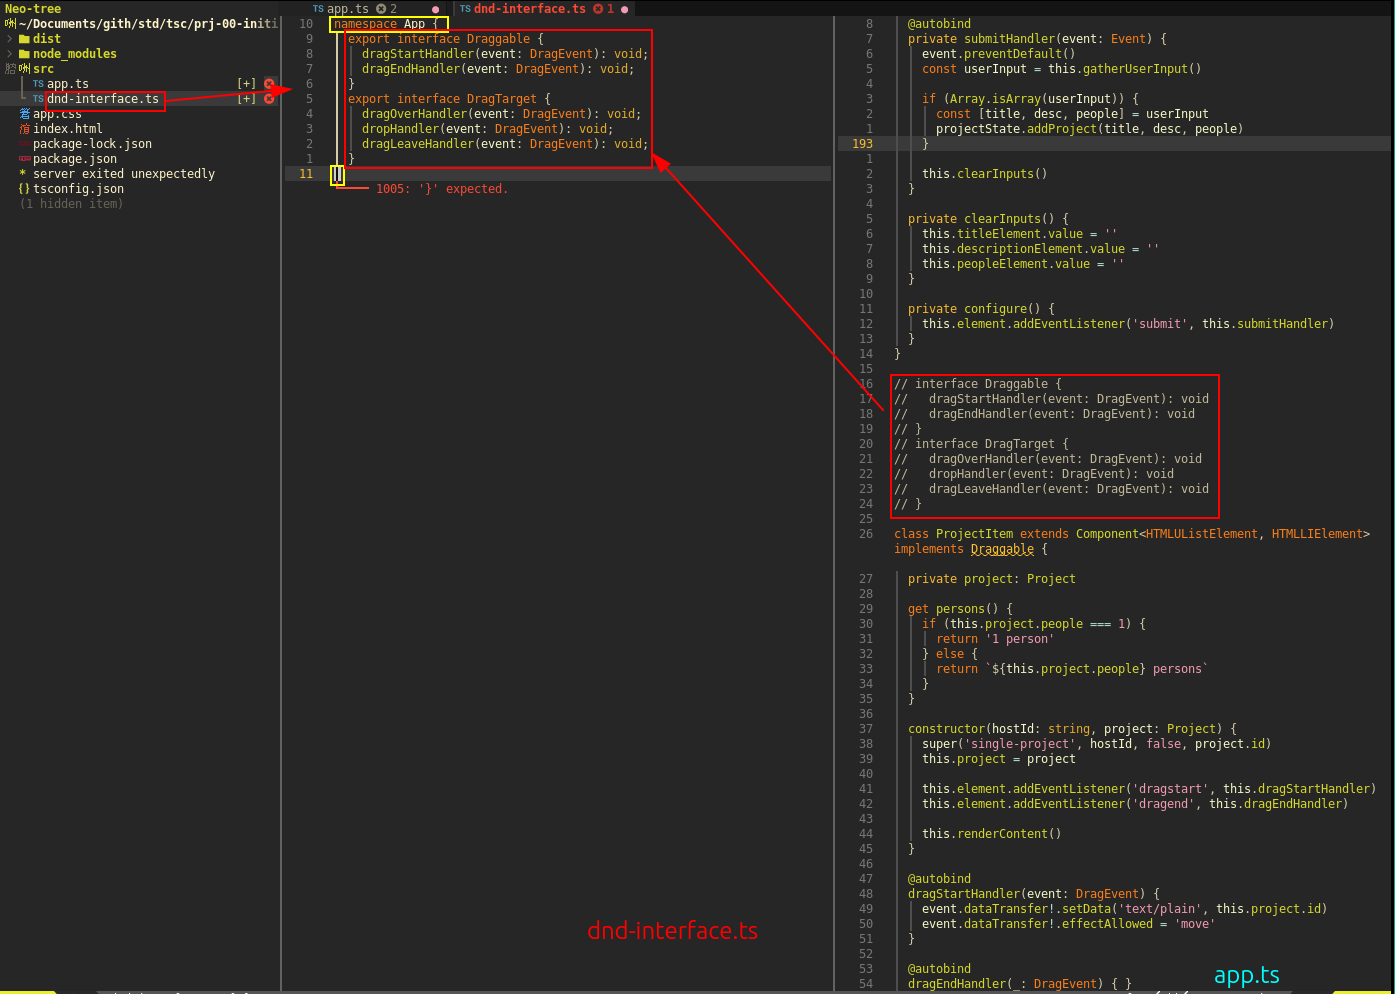 Neo-tree
~/Documents/gith/std/tsc/prj-00-initi
dist
node_modules
src
TS app.ts [+]
TS dnd-interface.ts [+]
app.css
index.html
package-lock.json
package.json
* server exited unexpectedly
{} tsconfig.json
(1 hidden item)
TS app.ts 2
TS dnd-interface.ts 1
10 namespace App {
9 export interface Draggable {
8 dragStartHandler(event: DragEvent): void;
7 dragEndHandler(event: DragEvent): void;
6 }
5 export interface DragTarget {
4 dragOverHandler(event: DragEvent): void;
3 dropHandler(event: DragEvent): void;
2 dragLeaveHandler(event: DragEvent): void;
1 }
11
1005: '}' expected.
dnd-interface.ts
8 @autobind
7 private submitHandler(event: Event) {
6 event.preventDefault()
5 const userInput = this.gatherUserInput()
4
3 if (Array.isArray(userInput)) {
2 const [title, desc, people] = userInput
1 projectState.addProject(title, desc, people)
193 }
1
2 this.clearInputs()
3 }
4
5 private clearInputs() {
6 this.titleElement.value = ''
7 this.descriptionElement.value = ''
8 this.peopleElement.value = ''
9 }
10
11 private configure() {
12 this.element.addEventListener('submit', this.submitHandler)
13 }
14 }
15
16 // interface Draggable {
17 // dragStartHandler(event: DragEvent): void
18 // dragEndHandler(event: DragEvent): void
19 // }
20 // interface DragTarget {
21 // dragOverHandler(event: DragEvent): void
22 // dropHandler(event: DragEvent): void
23 // dragLeaveHandler(event: DragEvent): void
24 // }
25
26 class ProjectItem extends Component<HTMLUListElement, HTMLLIElement>
implements Draggable {
27 private project: Project
28
29 get persons() {
30 if (this.project.people === 1) {
31 return '1 person'
32 } else {
33 return `${this.project.people} persons`
34 }
35 }
36
37 constructor(hostId: string, project: Project) {
38 super('single-project', hostId, false, project.id)
39 this.project = project
40
41 this.element.addEventListener('dragstart', this.dragStartHandler)
42 this.element.addEventListener('dragend', this.dragEndHandler)
43
44 this.renderContent()
45 }
46
47 @autobind
48 dragStartHandler(event: DragEvent) {
49 event.dataTransfer!.setData('text/plain', this.project.id)
50 event.dataTransfer!.effectAllowed = 'move'
51 }
52
53 @autobind
54 dragEndHandler(_: DragEvent) { }
app.ts